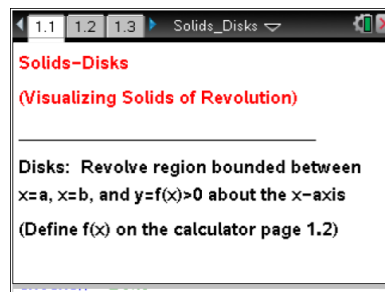 1.1 1.2 1.3 Solids_Disks
Solids-Disks
(Visualizing Solids of Revolution)
Disks: Revolve region bounded between
x=a, x=b, and y=f(x)>0 about the x-axis
(Define f(x) on the calculator page 1.2)